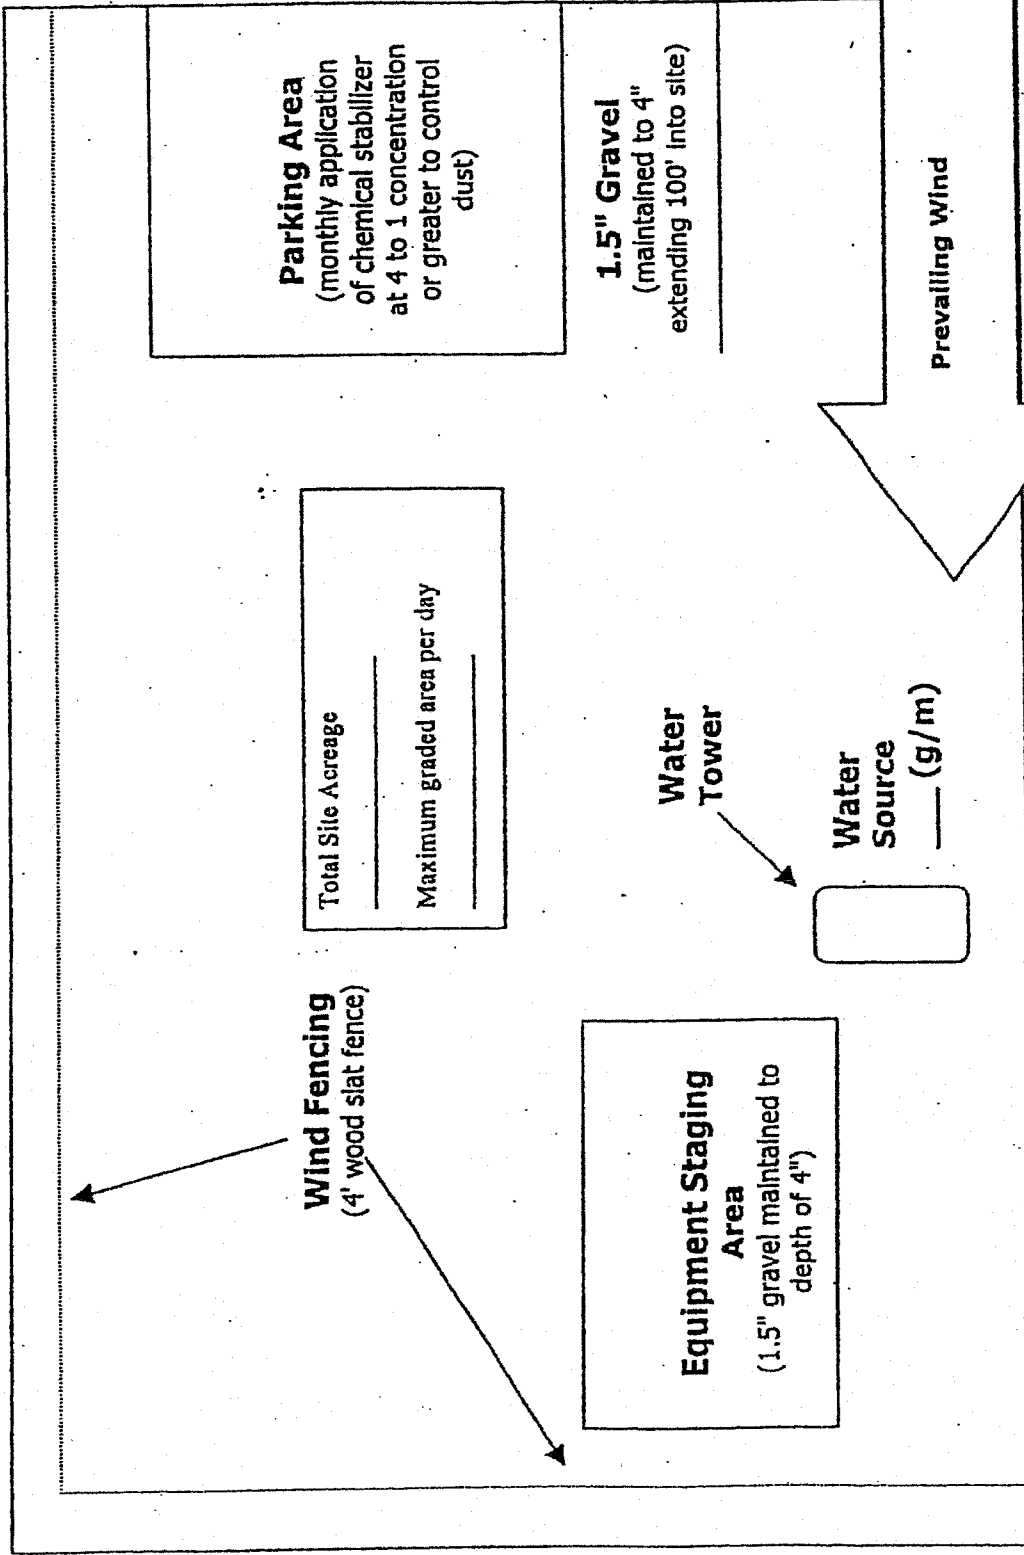 Wind Fencing
(4' wood slat fence)
Total Site Acreage
Maximum graded area per day
Parking Area
(monthly application
of chemical stabilizer
at 4 to 1 concentration
or greater to control
dust)
1.5" Gravel
(maintained to 4"
extending 100' into site)
Equipment Staging
Area
(1.5" gravel maintained to
depth of 4")
Water
Tower
Water
Source
___ (g/m)
Prevailing Wind